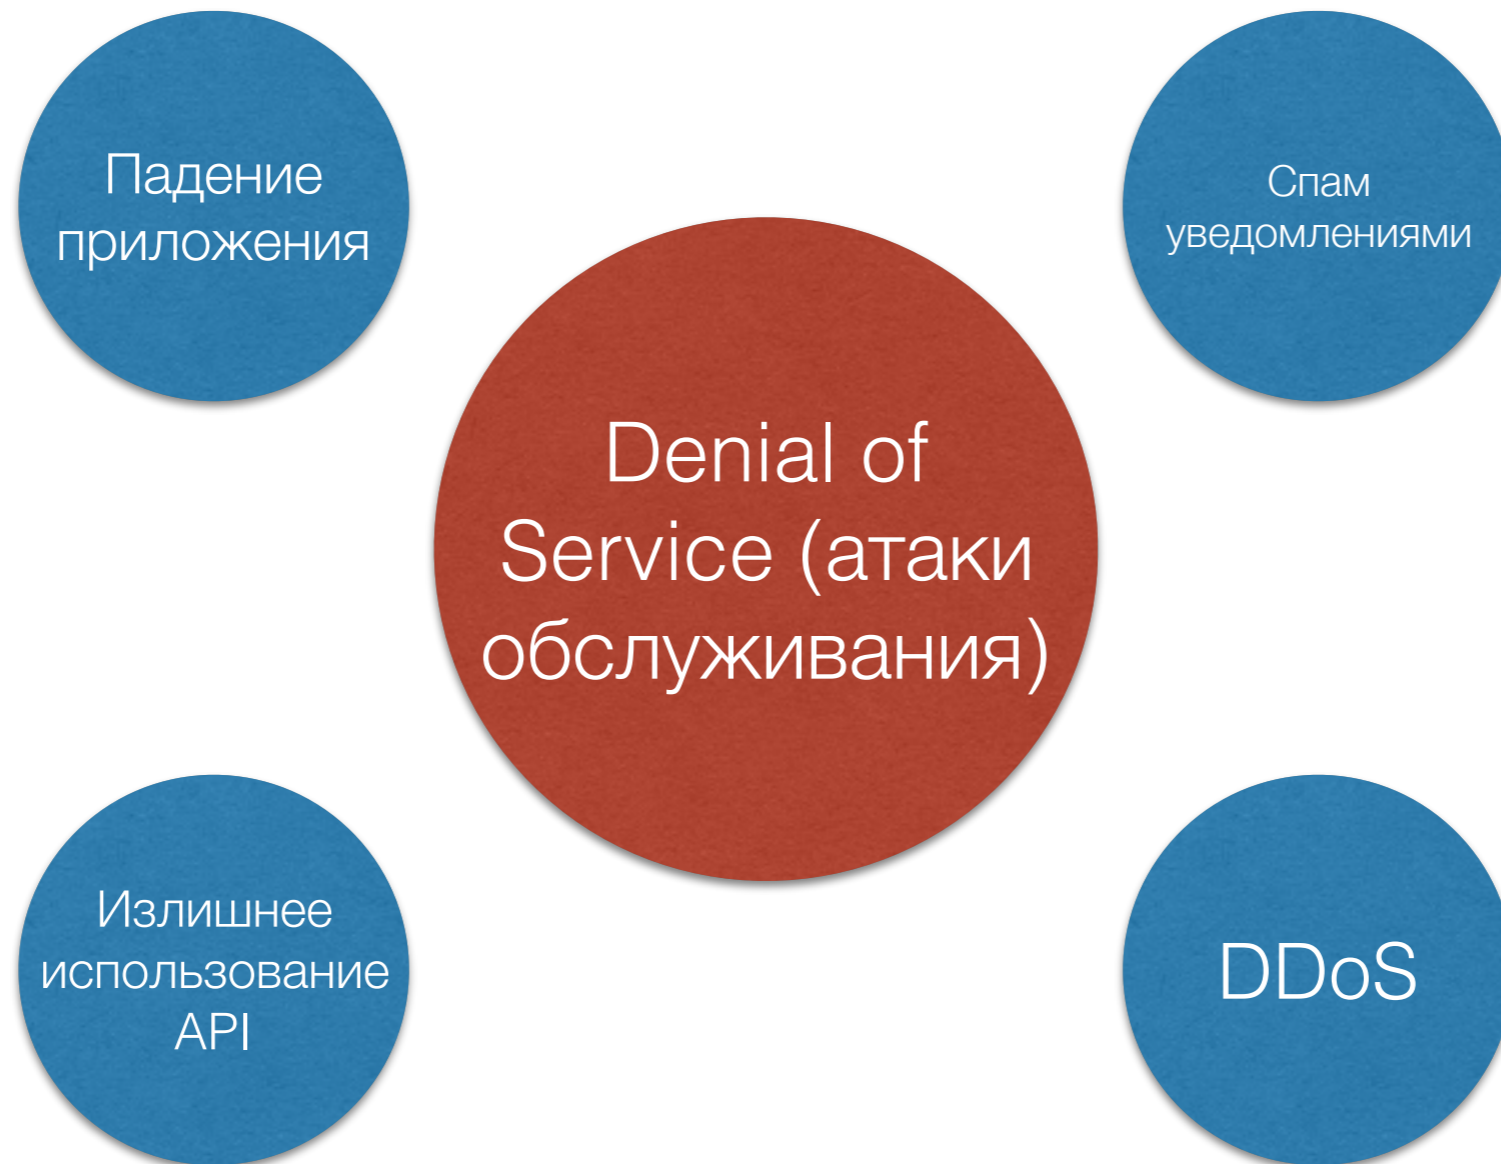 Падение
приложения
Спам
уведомлениями
Denial of
Service (атаки
обслуживания)
Излишнее
использование
API
DDoS